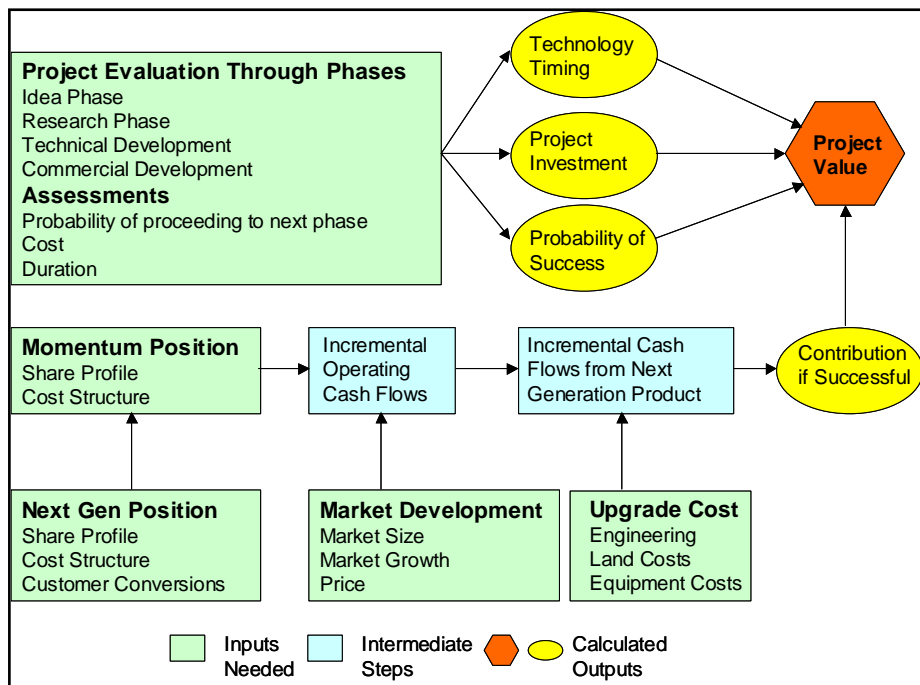 Project Evaluation Through Phases
Idea Phase
Research Phase
Technical Development
Commercial Development
Assessments
Probability of proceeding to next phase
Cost
Duration
Technology
Timing
Project
Investment
Probability of
Success
Project
Value
Momentum Position
Share Profile
Cost Structure
Incremental
Operating
Cash Flows
Incremental Cash
Flows from Next
Generation Product
Contribution
if Successful
Next Gen Position
Share Profile
Cost Structure
Customer Conversions
Market Development
Market Size
Market Growth
Price
Upgrade Cost
Engineering
Land Costs
Equipment Costs
Inputs
Needed
Intermediate
Steps
Calculated
Outputs